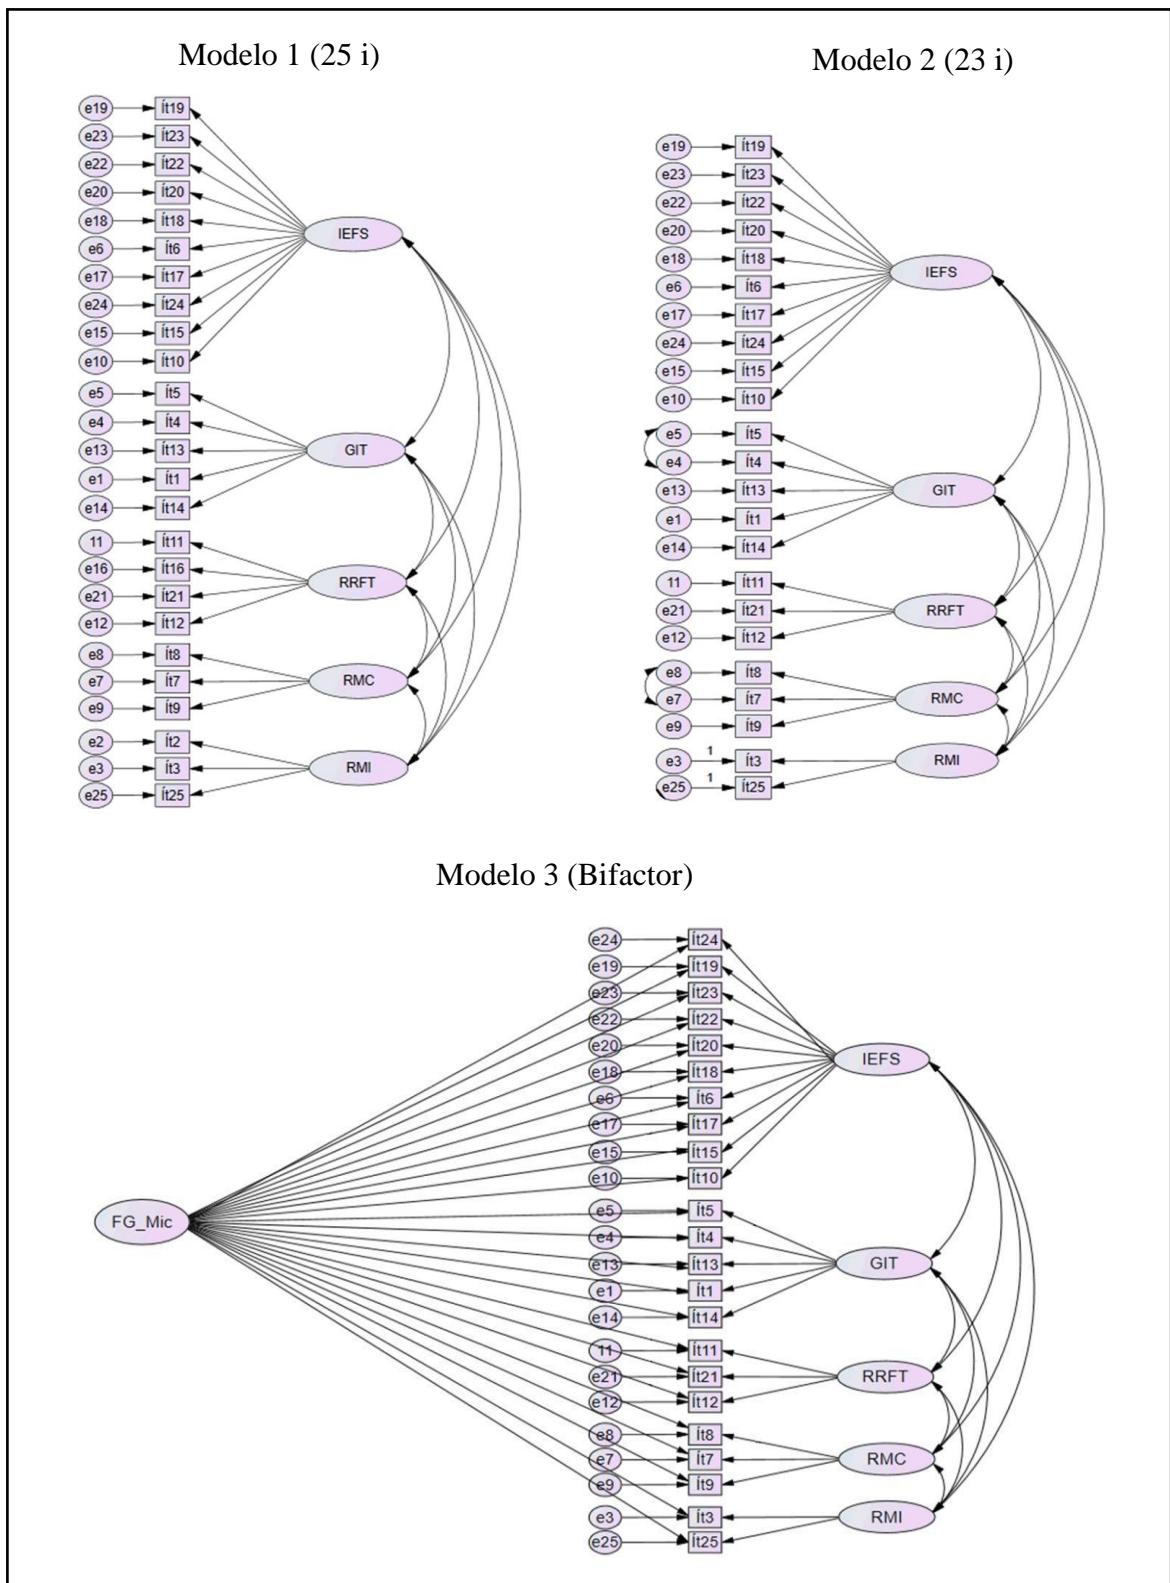 Modelo 1 (25 i)
e19 Ít19
e23 Ít23
e22 Ít22
e20 Ít20
e18 Ít18
e6 Ít6
e17 Ít17
e24 Ít24
e15 Ít15
e10 Ít10
IEFS
e5 Ít5
e4 Ít4
e13 Ít13
e1 Ít1
e14 Ít14
GIT
11 Ít11
e16 Ít16
e21 Ít21
e12 Ít12
RRFT
e8 Ít8
e7 Ít7
e9 Ít9
RMC
e2 Ít2
e3 Ít3
e25 Ít25
RMI
Modelo 2 (23 i)
e19 Ít19
e23 Ít23
e22 Ít22
e20 Ít20
e18 Ít18
e6 Ít6
e17 Ít17
e24 Ít24
e15 Ít15
e10 Ít10
IEFS
e5 Ít5
e4 Ít4
e13 Ít13
e1 Ít1
e14 Ít14
GIT
11 Ít11
e21 Ít21
e12 Ít12
RRFT
e8 Ít8
e7 Ít7
e9 Ít9
RMC
e3 1 Ít3
e25 1 Ít25
RMI
Modelo 3 (Bifactor)
FG_Mic
e24 Ít24
e19 Ít19
e23 Ít23
e22 Ít22
e20 Ít20
e18 Ít18
e6 Ít6
e17 Ít17
e15 Ít15
e10 Ít10
IEFS
e5 Ít5
e4 Ít4
e13 Ít13
e1 Ít1
e14 Ít14
GIT
11 Ít11
e21 Ít21
e12 Ít12
RRFT
e8 Ít8
e7 Ít7
e9 Ít9
RMC
e3 Ít3
e25 Ít25
RMI